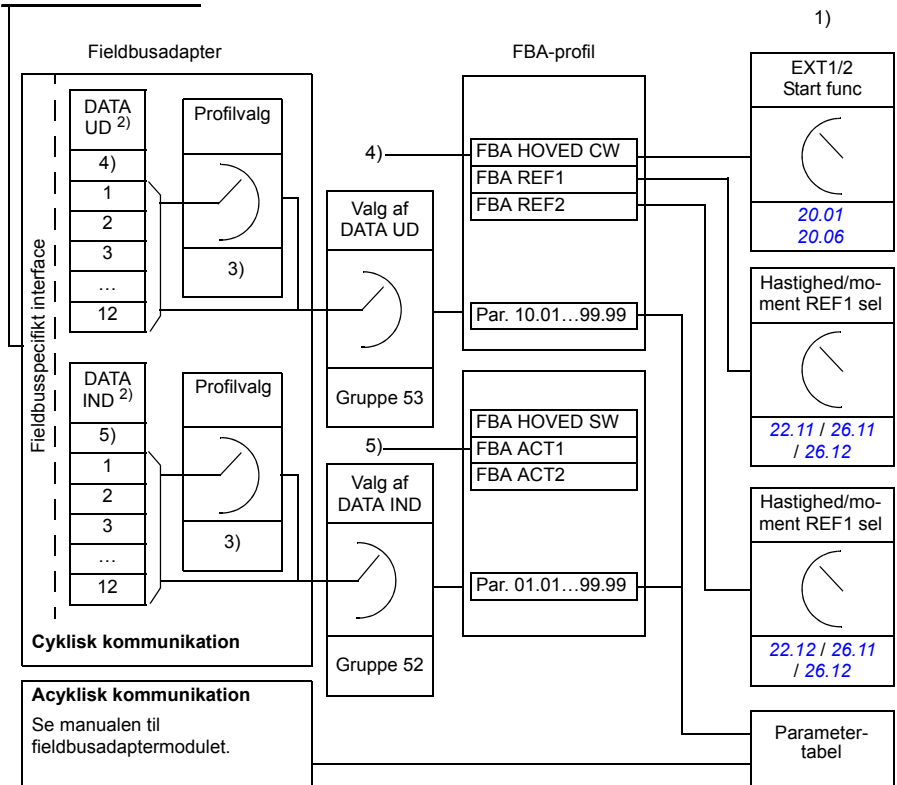 1)
Fieldbusadapter
FBA-profil
Fieldbusspecifikt interface
DATA
UD 2)
4)
1
2
3
…
12
Profilvalg
3)
DATA
IND 2)
5)
1
2
3
…
12
Profilvalg
3)
Cyklisk kommunikation
Valg af
DATA UD
Gruppe 53
Valg af
DATA IND
Gruppe 52
4)
FBA HOVED CW
FBA REF1
FBA REF2
Par. 10.01…99.99
5)
FBA HOVED SW
FBA ACT1
FBA ACT2
Par. 01.01…99.99
EXT1/2
Start func
20.01
20.06
Hastighed/mo-
ment REF1 sel
22.11 / 26.11
/ 26.12
Hastighed/mo-
ment REF1 sel
22.12 / 26.11
/ 26.12
Acyklisk kommunikation
Se manualen til
fieldbusadaptermodulet.
Parameter-
tabel